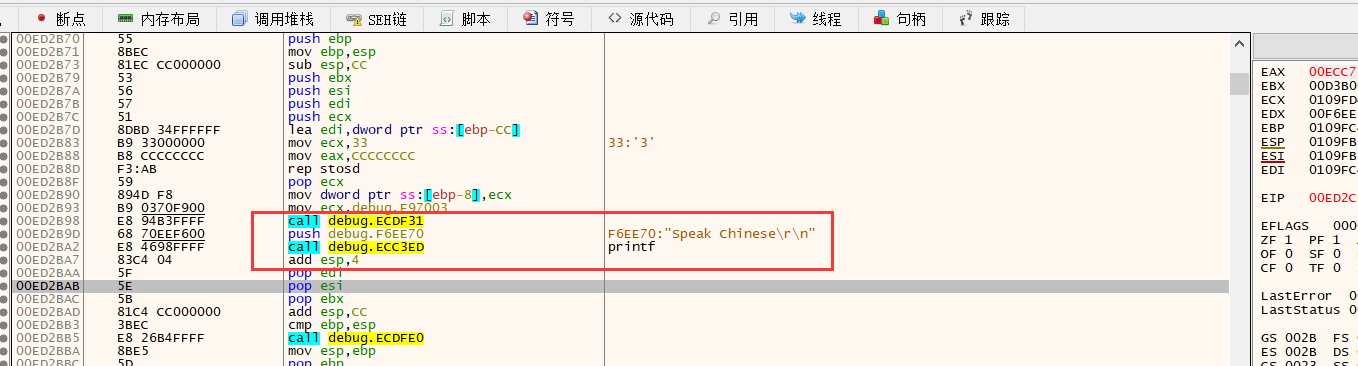 断点 内存布局 调用堆栈 SEH链 脚本 符号 源代码 引用 线程 句柄 跟踪
00ED2B70 55 push ebp
00ED2B71 8BEC mov ebp,esp
00ED2B73 81EC CC000000 sub esp,CC
00ED2B79 53 push ebx
00ED2B7A 56 push esi
00ED2B7B 57 push edi
00ED2B7C 51 push ecx
00ED2B7D 8DBD 34FFFFFF lea edi,dword ptr ss:[ebp-CC]
00ED2B83 B9 33000000 mov ecx,33 33:'3'
00ED2B88 B8 CCCCCCCC mov eax,CCCCCCCC
00ED2B8D F3:AB rep stosd
00ED2B8F 59 pop ecx
00ED2B90 894D F8 mov dword ptr ss:[ebp-8],ecx
00ED2B93 B9 0370F900 mov ecx,debug.F97003
00ED2B98 E8 94B3FFFF call debug.ECDF31
00ED2B9D 68 70EEF600 push debug.F6EE70 F6EE70:"Speak Chinese\r\n"
00ED2BA2 E8 4698FFFF call debug.ECC3ED printf
00ED2BA7 83C4 04 add esp,4
00ED2BAA 5F pop edi
00ED2BAB 5E pop esi
00ED2BAC 5B pop ebx
00ED2BAD 81C4 CC000000 add esp,CC
00ED2BB3 3BEC cmp ebp,esp
00ED2BB5 E8 26B4FFFF call debug.ECDFE0
00ED2BBA 8BE5 mov esp,ebp
00ED2BBC 5D pop ebp
EAX 00ECC7
EBX 00D3B0
ECX 0109FD
EDX 00F6EE
EBP 0109FC
ESP 0109FB
ESI 0109FB
EDI 0109FC
EIP 00ED2C
EFLAGS 000
ZF 1 PF 1
OF 0 SF 0
CF 0 TF 0
LastError 0
LastStatus 0
GS 002B FS
ES 002B DS